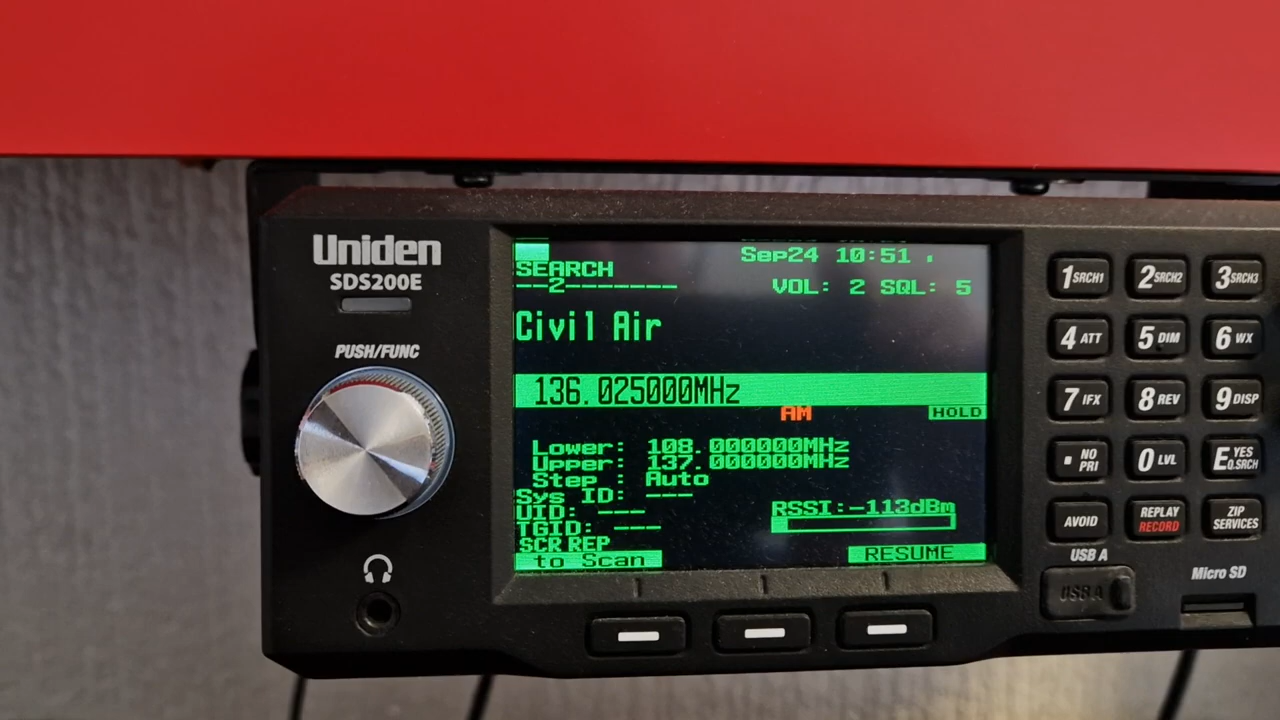 Uniden
SDS200E
PUSH/FUNC
Sep24 10:51
SEARCH
--2-------
VOL: 2 SQL: 5
Civil Air
136.025000MHz
AM
HOLD
Lower: 108.000000MHz
Upper: 137.000000MHz
Step : Auto
Sys ID: ---
UID: ---
TGID: ---
RSSI:-113dBm
SCR REP
to Scan
RESUME
1 SRCH1
2 SRCH2
3 SRCH3
4 ATT
5 DIM
6 WX
7 IFX
8 REV
9 DISP
. NO PRI
0 LVL
E YES Q.SRCH
AVOID
REPLAY
RECORD
ZIP
SERVICES
USB A
USB A
Micro SD